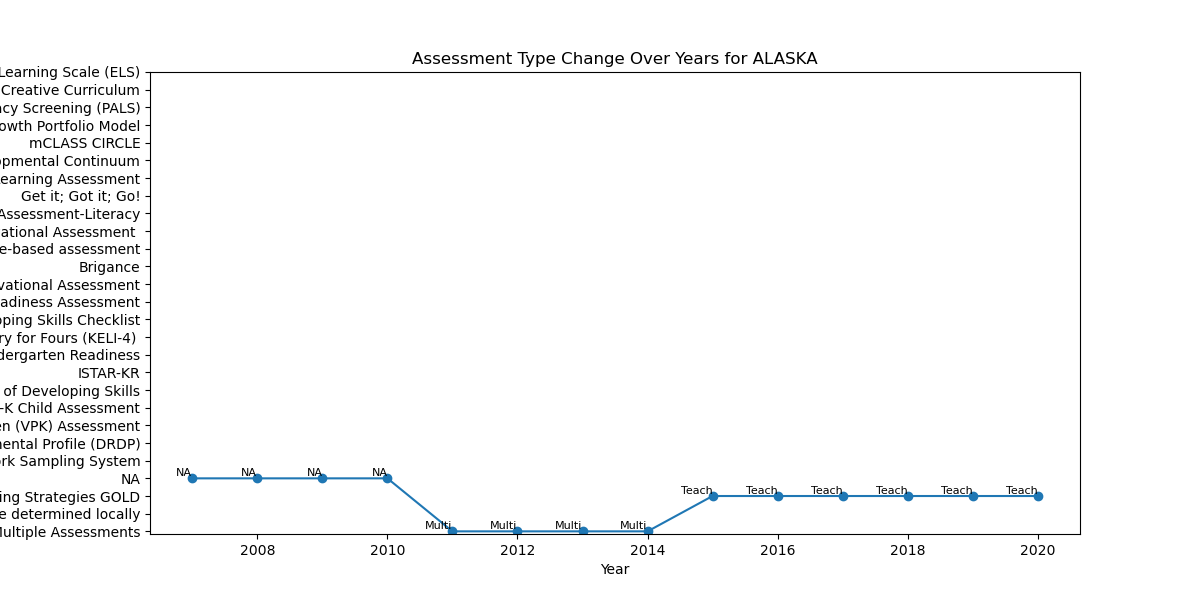 Assessment Type Change Over Years for ALASKA
Learning Scale (ELS)
Creative Curriculum
acy Screening (PALS)
owth Portfolio Model
mCLASS CIRCLE
opmental Continuum
earning Assessment
Get it; Got it; Go!
Assessment-Literacy
ational Assessment
e-based assessment
Brigance
vational Assessment
adiness Assessment
oping Skills Checklist
ry for Fours (KELI-4)
dergarten Readiness
ISTAR-KR
of Developing Skills
-K Child Assessment
en (VPK) Assessment
mental Profile (DRDP)
ork Sampling System
NA
NA NA NA NA
ing Strategies GOLD
Teach Teach Teach Teach Teach Teach
e determined locally
Multiple Assessments
Multi Multi Multi Multi
2008 2010 2012 2014 2016 2018 2020
Year